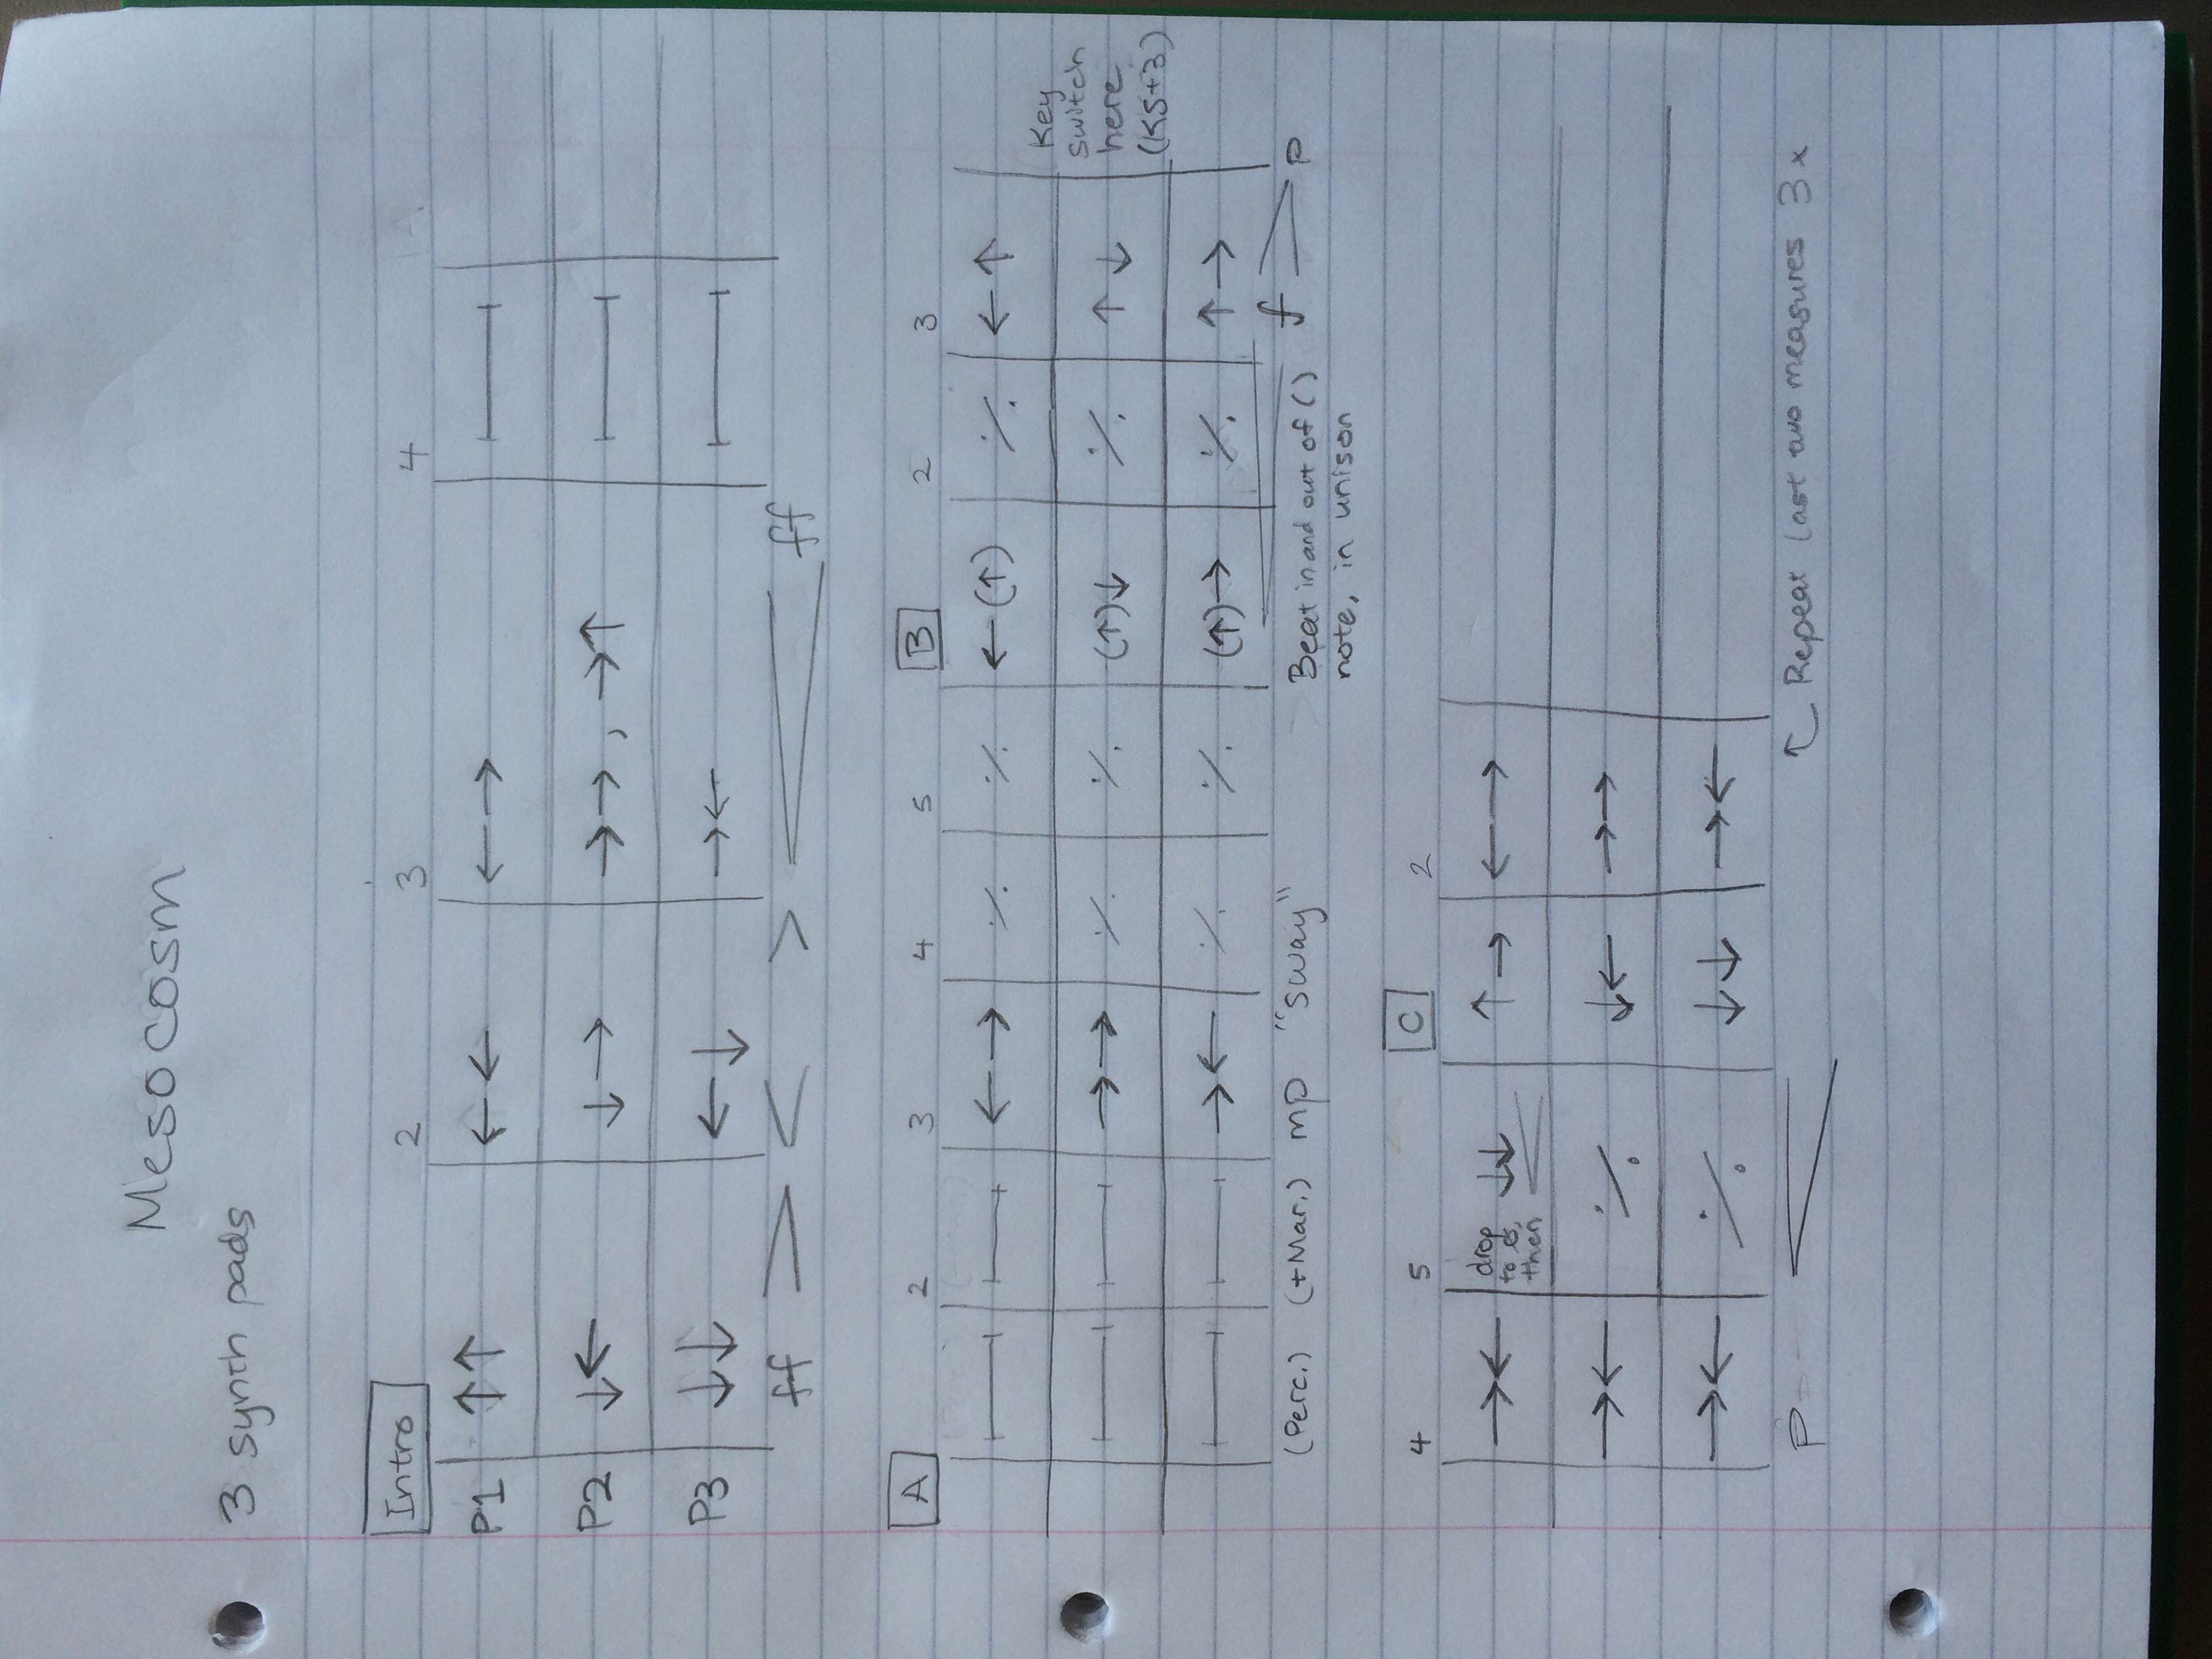 Mesocosm
3 synth pads
Intro 2 3 4
P1 ↑↑ ←← ←→
P2 ↓← ↓→ →→, →↑
P3 ↓↓ ←↓ →←
ff > < > < ff
A 2 3 4 5 B 2 3
←→ ٪ ٪ ←(↑) ٪ ←↑
→→ ٪ ٪ (↑)↓ ٪ ↑↓
→← ٪ ٪ (↑)→ ٪ ↑→
Key
switch
here
(KS+3)
(Perc.) (+Mar.) mp "sway" < f > p
Beat in and out of ( )
note, in unison
4 5 C 2
→← drop ↓↓ ↑→ ←→
then <
→← ٪ ↓← →→
→← ٪ ↓↓ →←
p <
Repeat last two measures 3x